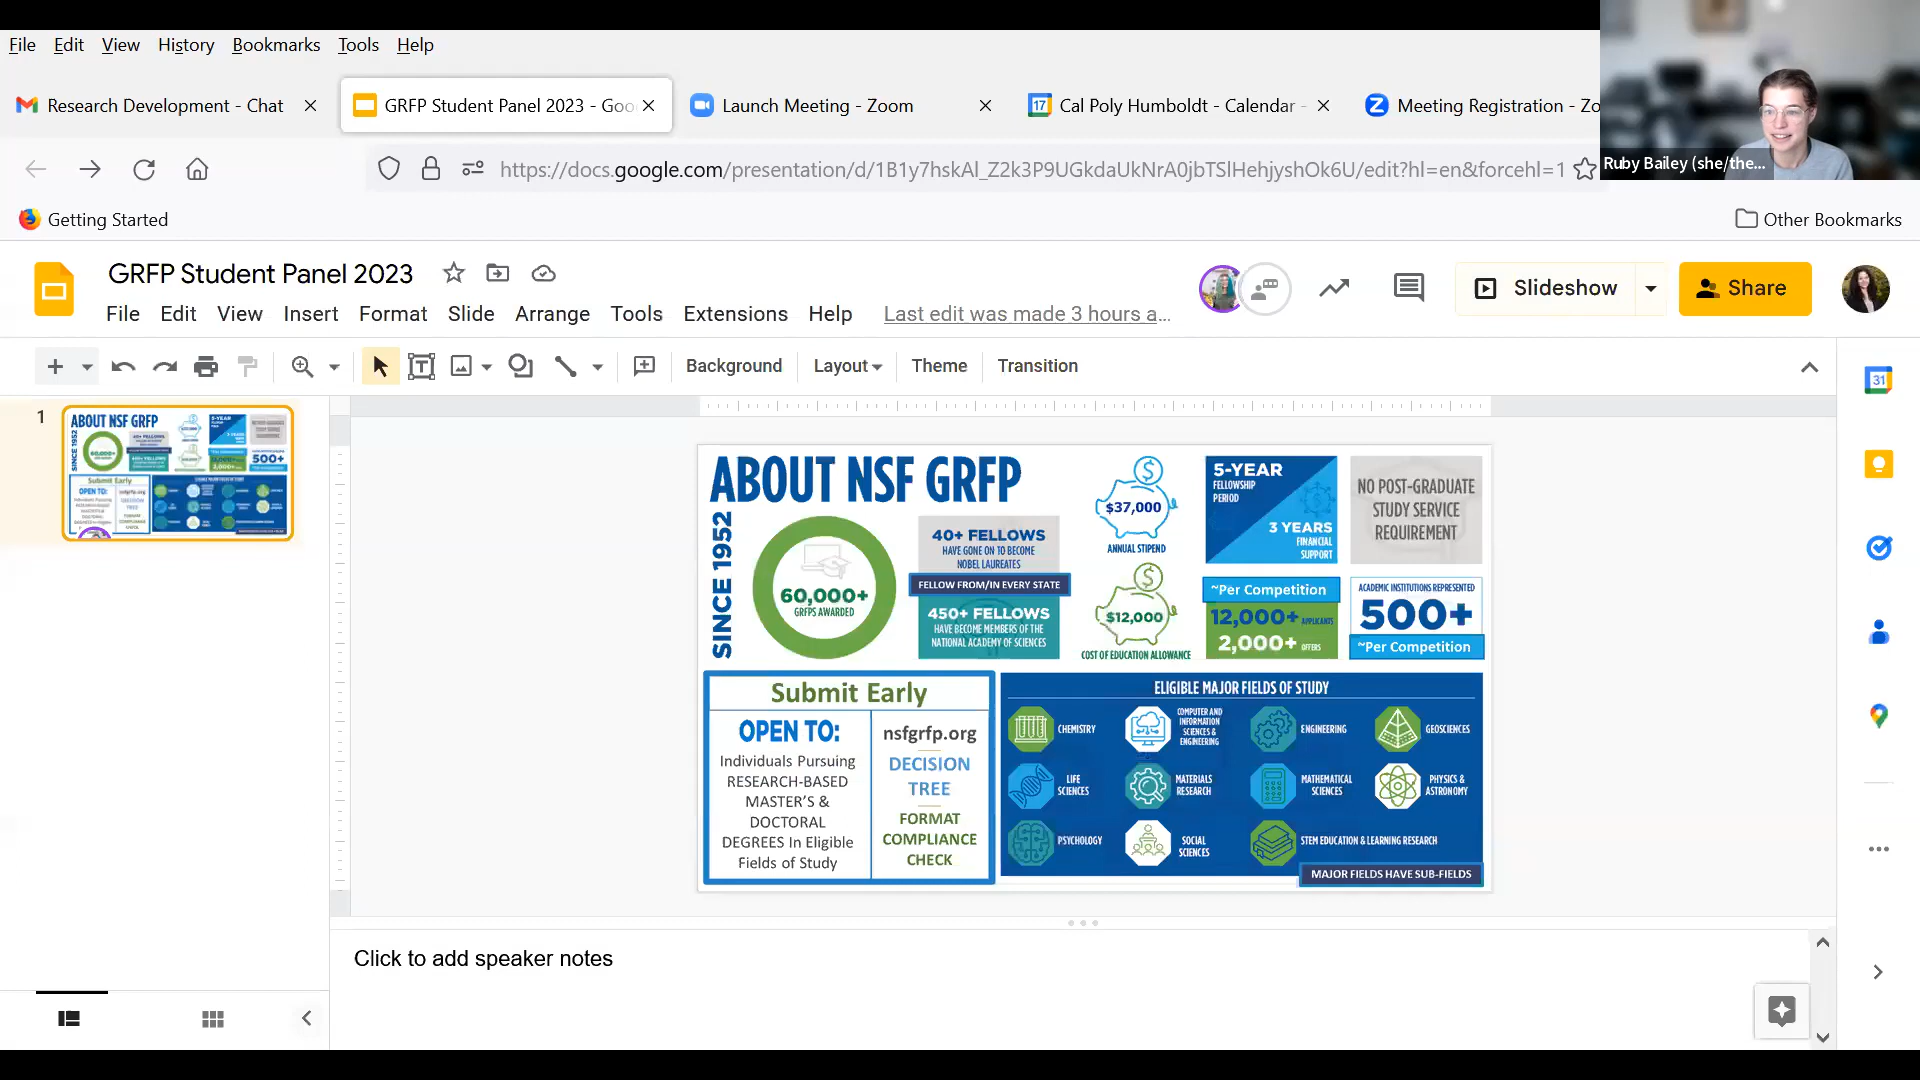 File Edit View History Bookmarks Tools Help
Research Development - Chat
GRFP Student Panel 2023 - Goo
Launch Meeting - Zoom
17
Cal Poly Humboldt - Calendar -
Z
Meeting Registration - Zo
Ruby Bailey (she/the...
https://docs.google.com/presentation/d/1B1y7hskAl_Z2k3P9UGkdaUkNrA0jbTSlHehjyshOk6U/edit?hl=en&forcehl=1
Getting Started
Other Bookmarks
GRFP Student Panel 2023
File Edit View Insert Format Slide Arrange Tools Extensions Help
Last edit was made 3 hours a...
Slideshow
Share
Background
Layout
Theme
Transition
31
1
ABOUT NSF GRFP
SINCE 1952
60,000+
GRFPS AWARDED
40+ FELLOWS
HAVE GONE ON TO BECOME
NOBEL LAUREATES
FELLOW FROM/IN EVERY STATE
450+ FELLOWS
HAVE BECOME MEMBERS OF THE
NATIONAL ACADEMY OF SCIENCES
$37,000
ANNUAL STIPEND
$12,000
COST OF EDUCATION ALLOWANCE
5-YEAR
FELLOWSHIP
PERIOD
3 YEARS
FINANCIAL
SUPPORT
NO POST-GRADUATE
STUDY SERVICE
REQUIREMENT
~Per Competition
12,000+ APPLICANTS
2,000+ OFFERS
ACADEMIC INSTITUTIONS REPRESENTED
500+
~Per Competition
Submit Early
OPEN TO:
Individuals Pursuing
RESEARCH-BASED
MASTER'S &
DOCTORAL
DEGREES In Eligible
Fields of Study
nsfgrfp.org
DECISION
TREE
FORMAT
COMPLIANCE
CHECK
ELIGIBLE MAJOR FIELDS OF STUDY
CHEMISTRY
COMPUTER AND
INFORMATION
SCIENCES &
ENGINEERING
ENGINEERING
GEOSCIENCES
LIFE
SCIENCES
MATERIALS
RESEARCH
MATHEMATICAL
SCIENCES
PHYSICS &
ASTRONOMY
PSYCHOLOGY
SOCIAL
SCIENCES
STEM EDUCATION & LEARNING RESEARCH
MAJOR FIELDS HAVE SUB-FIELDS
Click to add speaker notes